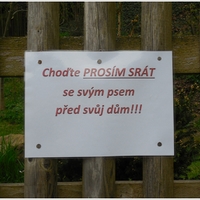 Choďte PROSÍM SRÁT
se svým psem
před svůj dům!!!